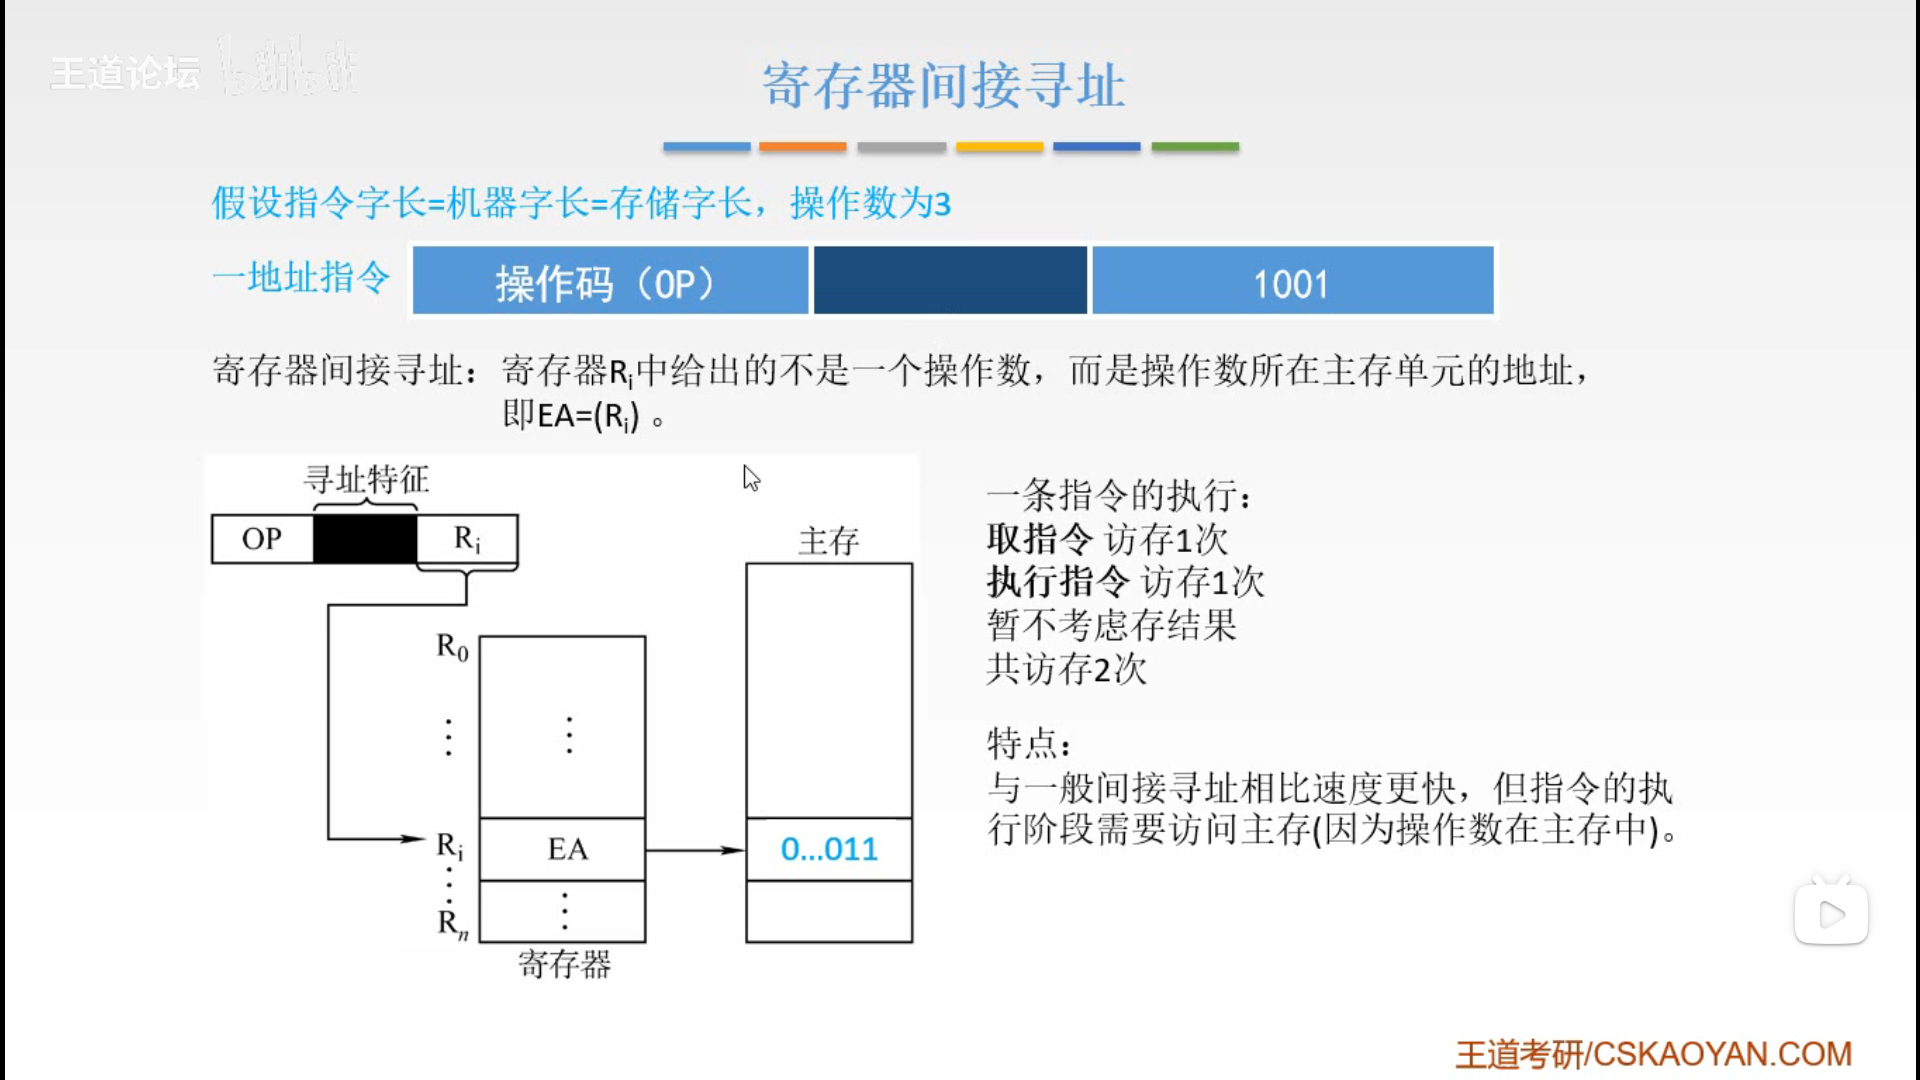 王道论坛 bilibili
寄存器间接寻址
假设指令字长=机器字长=存储字长，操作数为3
一地址指令 操作码（OP） 1001
寄存器间接寻址：寄存器Ri中给出的不是一个操作数，而是操作数所在主存单元的地址，
即EA=(Ri) 。
寻址特征
OP Ri
主存
R0
⋮ ⋮
Ri EA 0...011
⋮
Rn ⋮
寄存器
一条指令的执行：
取指令 访存1次
执行指令 访存1次
暂不考虑存结果
共访存2次
特点：
与一般间接寻址相比速度更快，但指令的执
行阶段需要访问主存(因为操作数在主存中)。
王道考研/CSKAOYAN.COM